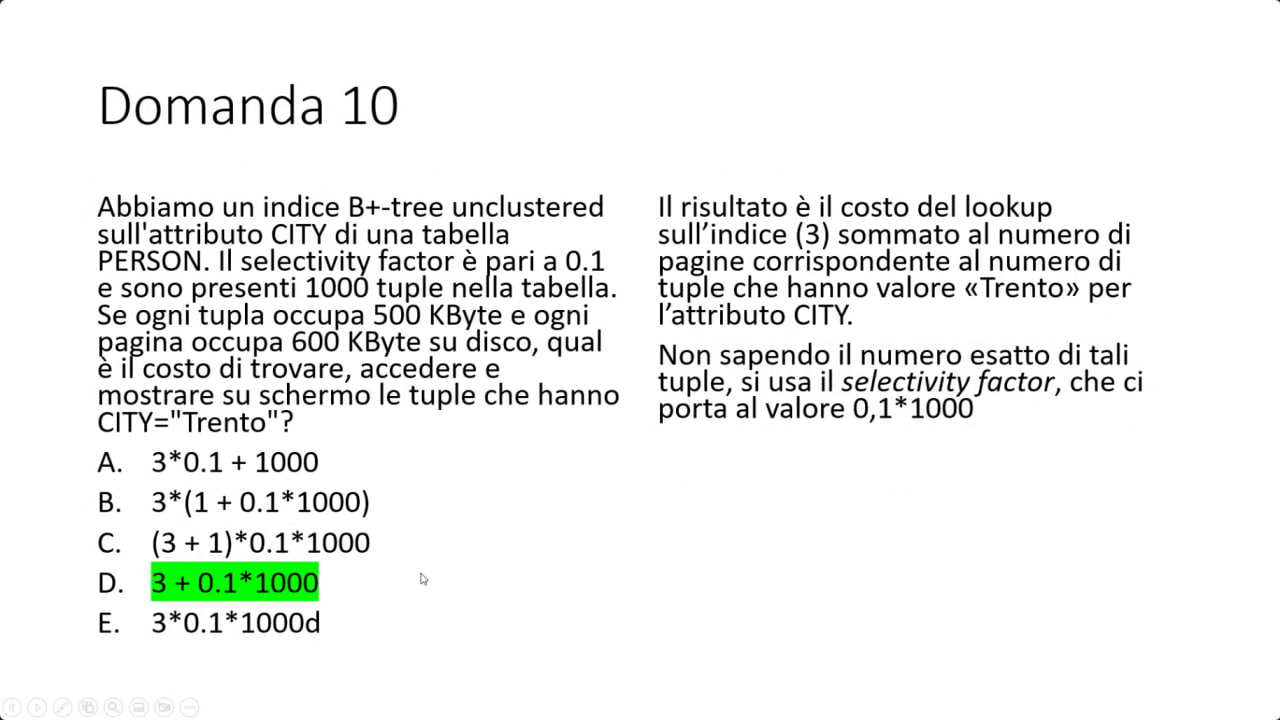 Domanda 10
Abbiamo un indice B+-tree unclustered
sull'attributo CITY di una tabella
PERSON. Il selectivity factor è pari a 0.1
e sono presenti 1000 tuple nella tabella.
Se ogni tupla occupa 500 KByte e ogni
pagina occupa 600 KByte su disco, qual
è il costo di trovare, accedere e
mostrare su schermo le tuple che hanno
CITY="Trento"?
A. 3*0.1 + 1000
B. 3*(1 + 0.1*1000)
C. (3 + 1)*0.1*1000
D. 3 + 0.1*1000
E. 3*0.1*1000d
Il risultato è il costo del lookup
sull’indice (3) sommato al numero di
pagine corrispondente al numero di
tuple che hanno valore «Trento» per
l’attributo CITY.
Non sapendo il numero esatto di tali
tuple, si usa il selectivity factor, che ci
porta al valore 0,1*1000